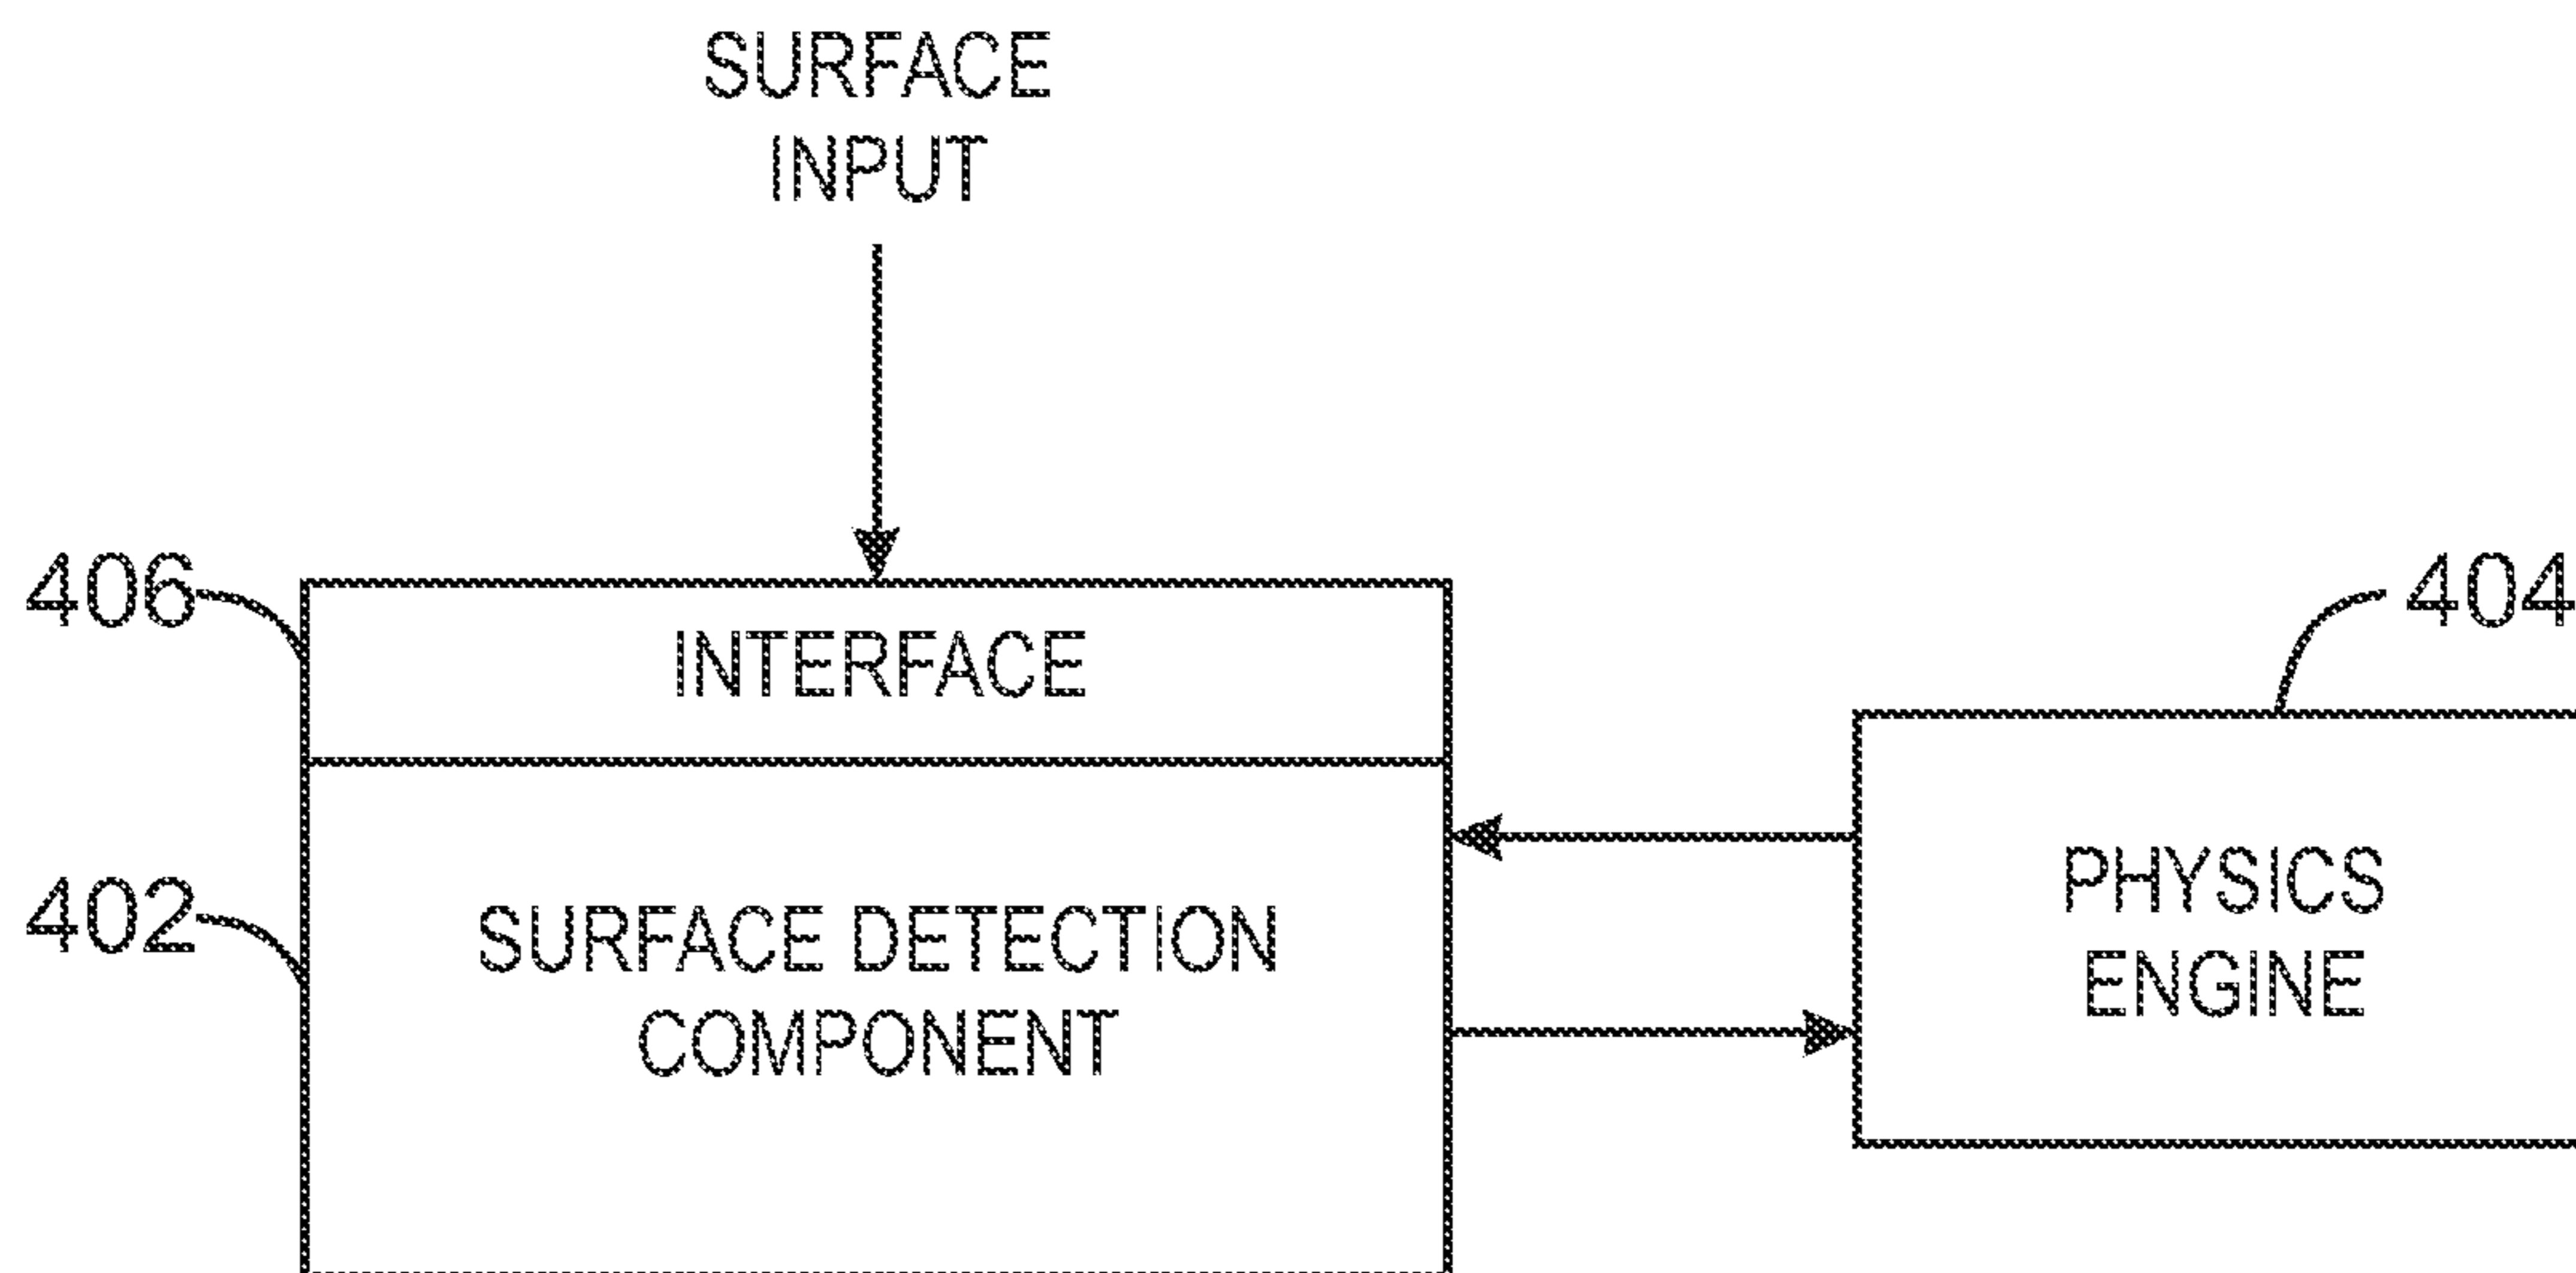 SURFACE
INPUT
406
404
INTERFACE
402
SURFACE DETECTION
COMPONENT
PHYSICS
ENGINE